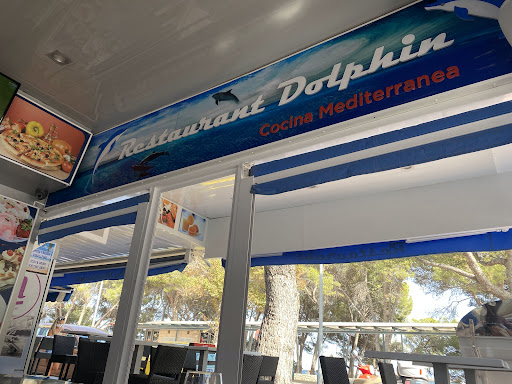 Restaurant Dolphin
Cocina Mediterranea